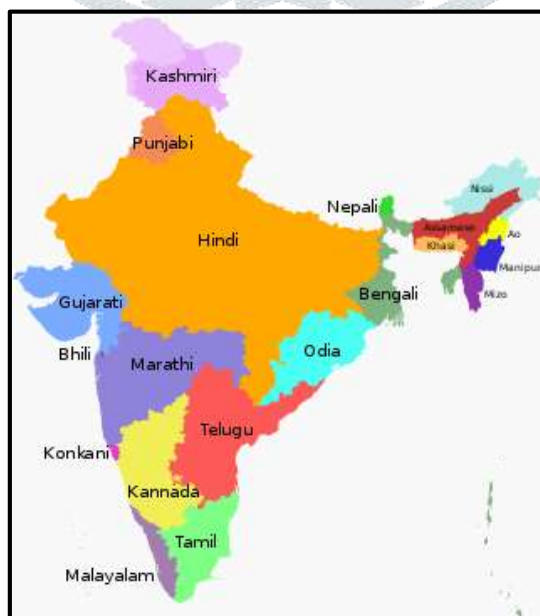 Kashmiri
Punjabi
Nissi
Nepali
Assamese
Ao
Hindi
Khasi
Manipur
Gujarati
Bengali
Mizo
Bhili
Marathi
Odia
Telugu
Konkani
Kannada
Tamil
Malayalam